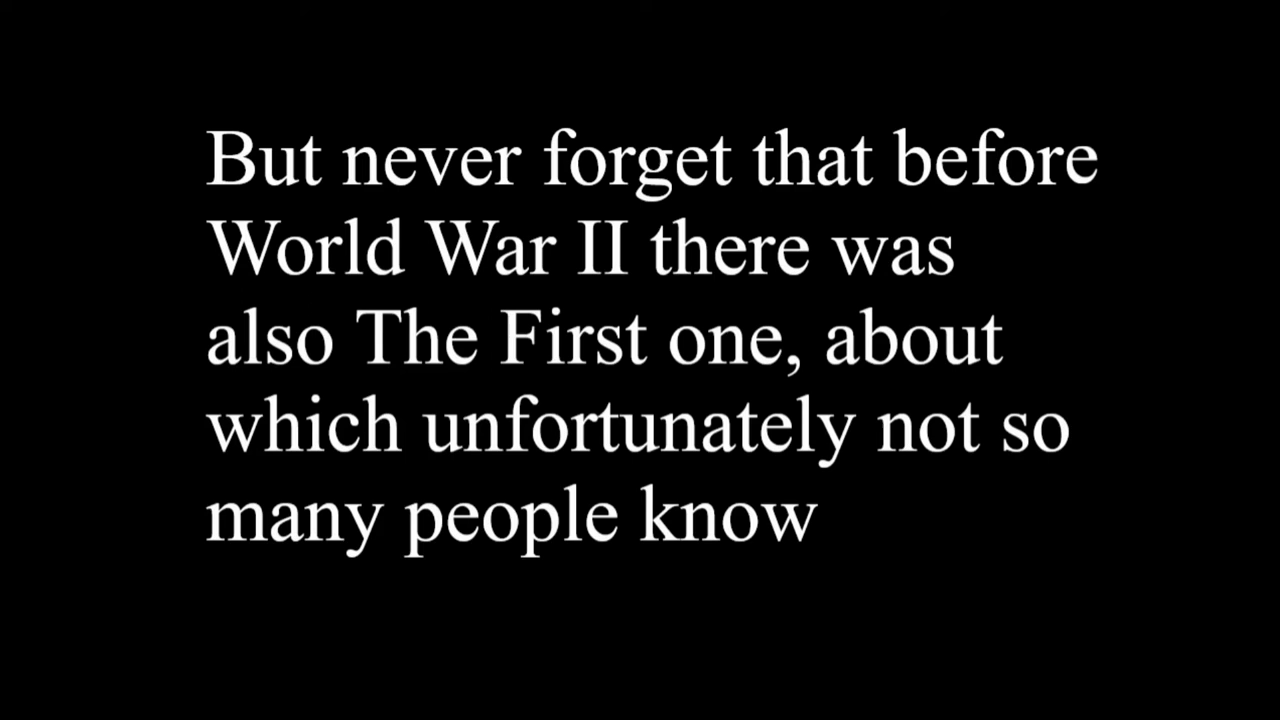 But never forget that before
World War II there was
also The First one, about
which unfortunately not so
many people know